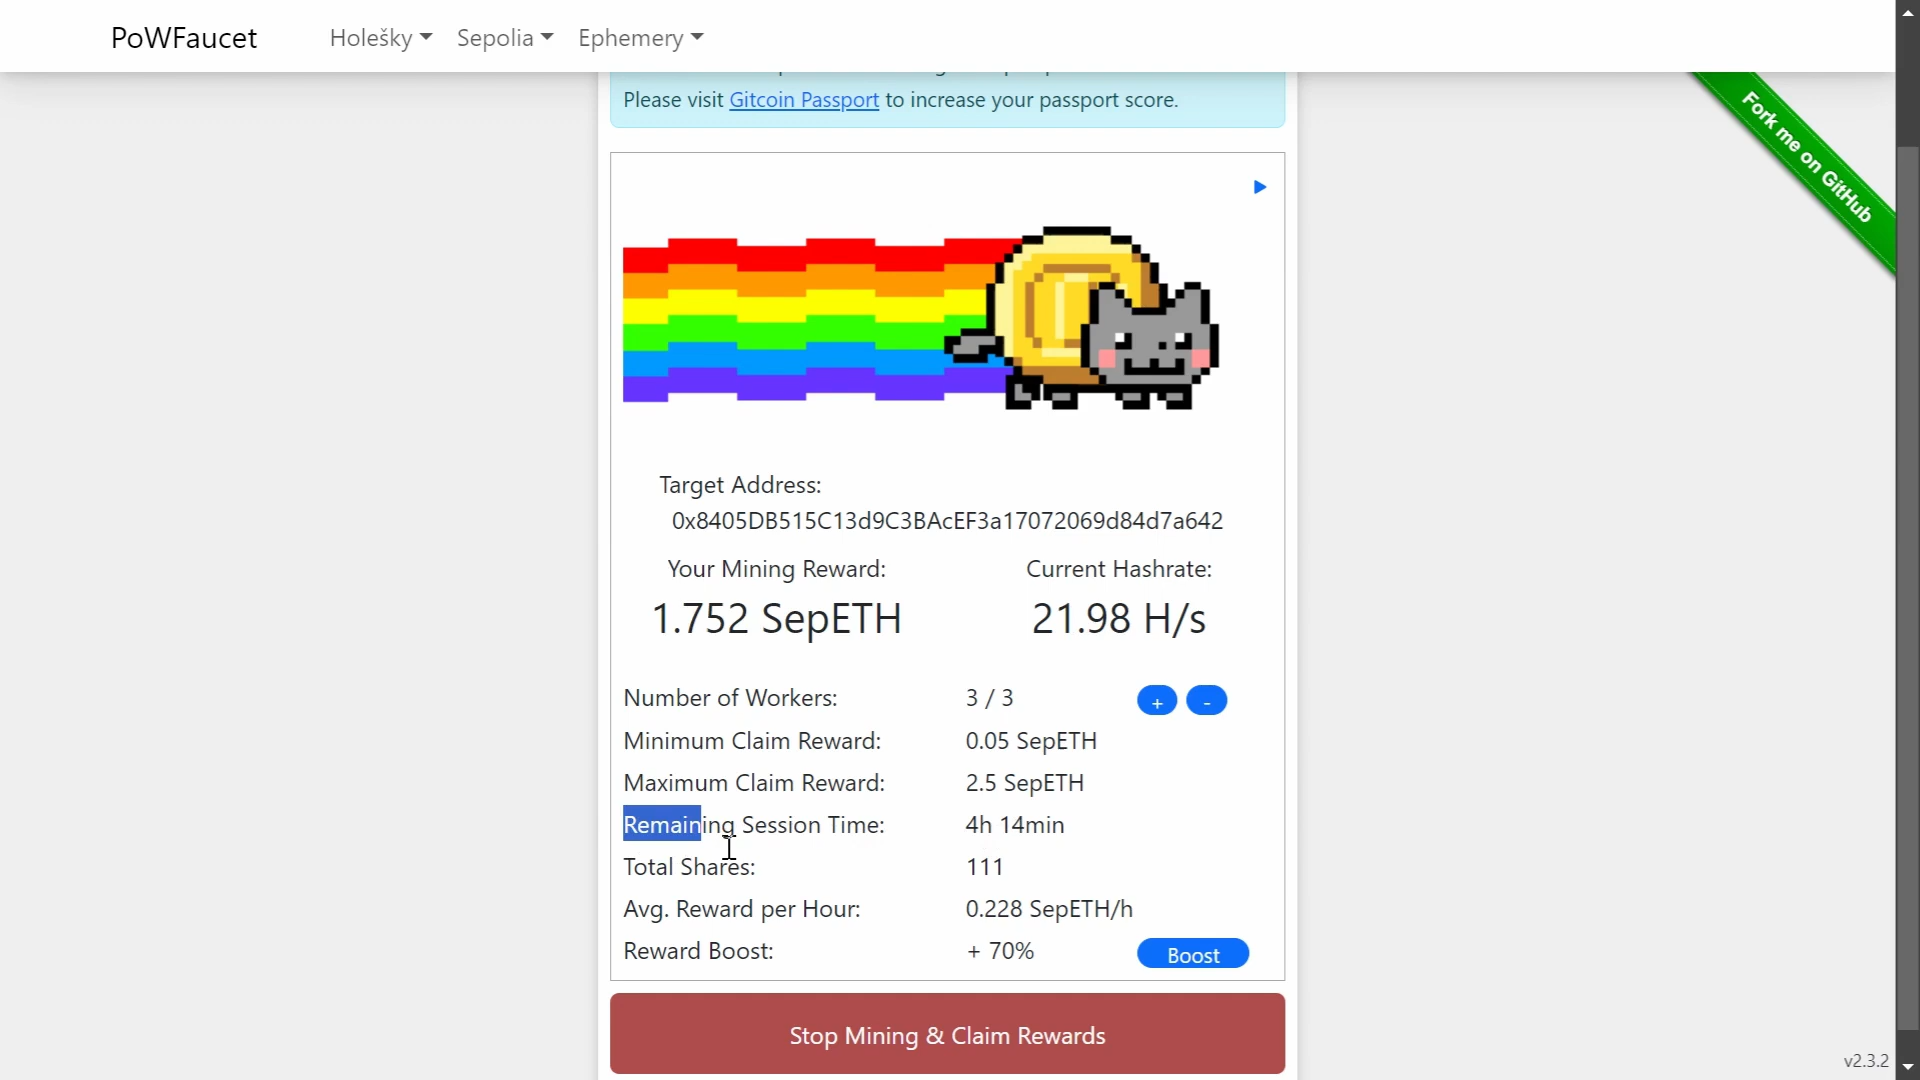 PoWFaucet
Holešky
Sepolia
Ephemery
Please visit Gitcoin Passport to increase your passport score.
Fork me on GitHub
Target Address:
0x8405DB515C13d9C3BAcEF3a17072069d84d7a642
Your Mining Reward:
Current Hashrate:
1.752 SepETH
21.98 H/s
Number of Workers: 3 / 3 + -
Minimum Claim Reward: 0.05 SepETH
Maximum Claim Reward: 2.5 SepETH
Remaining Session Time: 4h 14min
Total Shares: 111
Avg. Reward per Hour: 0.228 SepETH/h
Reward Boost: + 70% Boost
Stop Mining & Claim Rewards
v2.3.2